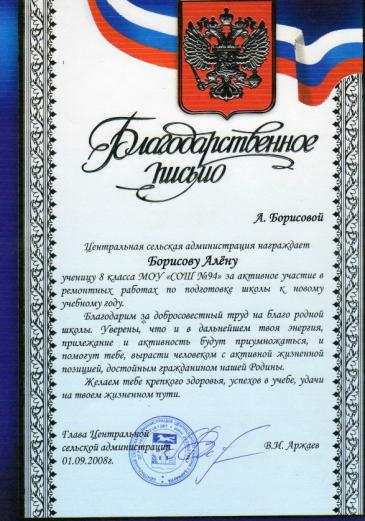 Благодарственное
письмо
А. Борисовой
Центральная сельская администрация награждает
Борисову Алёну
ученицу 8 класса МОУ «СОШ №94» за активное участие в
ремонтных работах по подготовке школы к новому
учебному году.
Благодарим за добросовестный труд на благо родной
школы. Уверены, что и в дальнейшем твоя энергия,
прилежание и активность будут приумножаться, и
помогут тебе, вырасти человеком с активной жизненной
позицией, достойным гражданином нашей Родины.
Желаем тебе крепкого здоровья, успехов в учебе, удачи
на твоем жизненном пути.
Глава Центральной
сельской администрации
01.09.2008г.
В.И. Аржаев